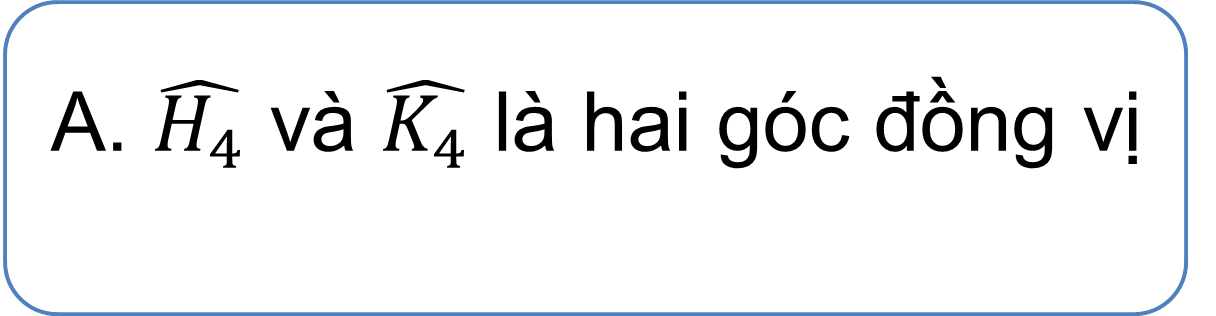 A. $\widehat{H_4}$ và $\widehat{K_4}$ là hai góc đồng vị